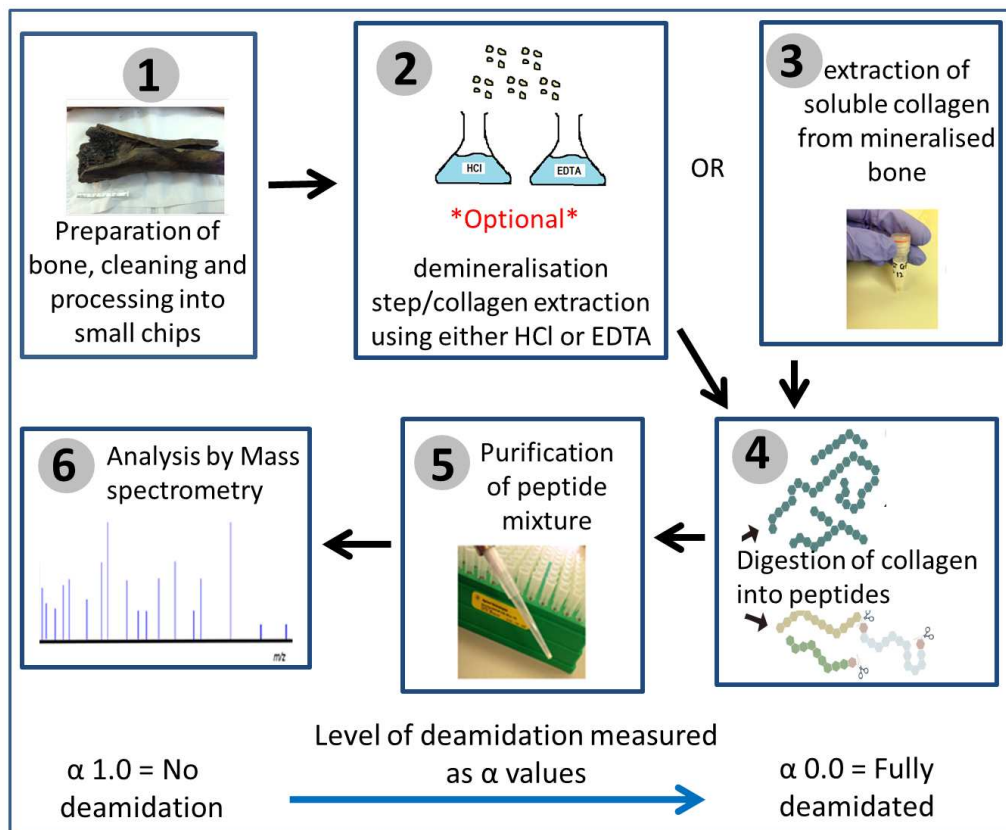 1
Preparation of
bone, cleaning and
processing into
small chips
2
HCl
EDTA
*Optional*
demineralisation
step/collagen extraction
using either HCl or EDTA
OR
3
extraction of
soluble collagen
from mineralised
bone
4
Digestion of collagen
into peptides
5
Purification
of peptide
mixture
6
Analysis by Mass
spectrometry
m/z
Level of deamidation measured
as α values
α 1.0 = No
deamidation
α 0.0 = Fully
deamidated